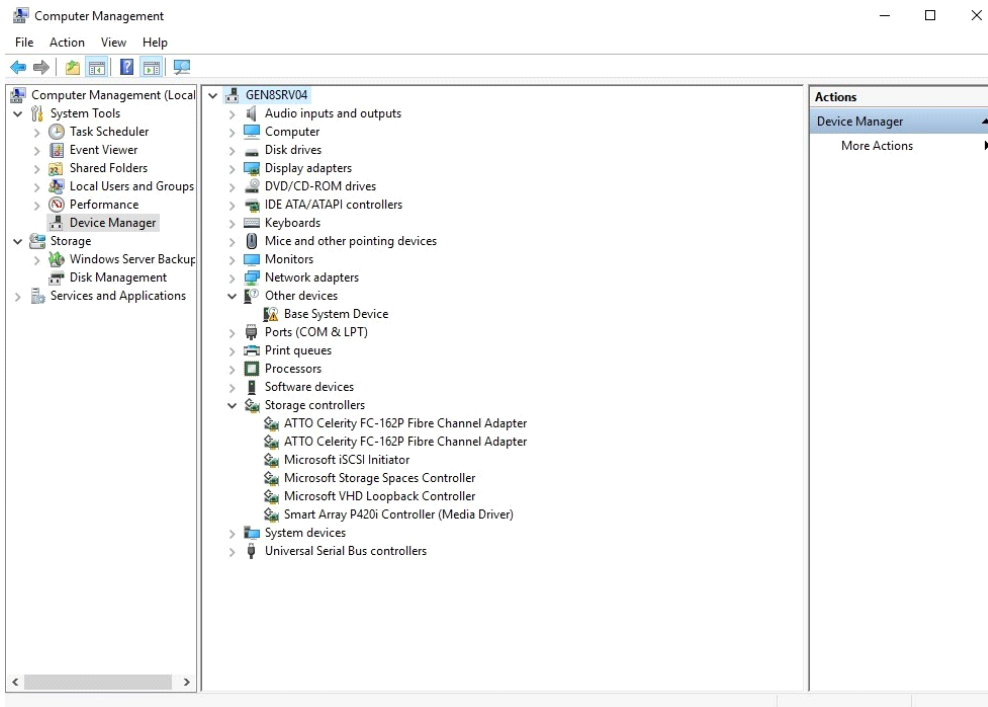 Computer Management
File Action View Help
Computer Management (Local
System Tools
Task Scheduler
Event Viewer
Shared Folders
Local Users and Groups
Performance
Device Manager
Storage
Windows Server Backup
Disk Management
Services and Applications
GEN8SRV04
Audio inputs and outputs
Computer
Disk drives
Display adapters
DVD/CD-ROM drives
IDE ATA/ATAPI controllers
Keyboards
Mice and other pointing devices
Monitors
Network adapters
Other devices
Base System Device
Ports (COM & LPT)
Print queues
Processors
Software devices
Storage controllers
ATTO Celerity FC-162P Fibre Channel Adapter
ATTO Celerity FC-162P Fibre Channel Adapter
Microsoft iSCSI Initiator
Microsoft Storage Spaces Controller
Microsoft VHD Loopback Controller
Smart Array P420i Controller (Media Driver)
System devices
Universal Serial Bus controllers
Actions
Device Manager
More Actions